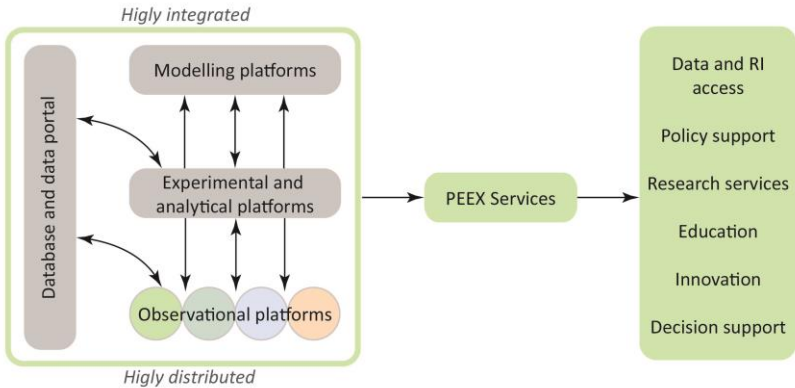 Higly integrated
Database and data portal
Modelling platforms
Experimental and
analytical platforms
Observational platforms
Higly distributed
PEEX Services
Data and RI
access
Policy support
Research services
Education
Innovation
Decision support